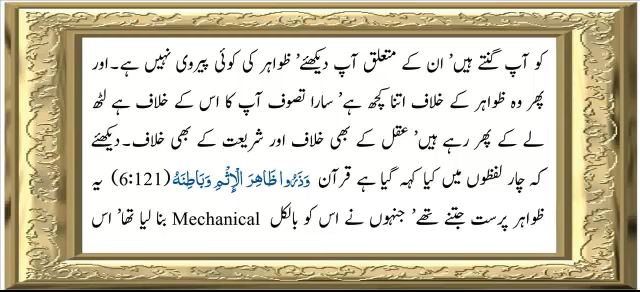 کو آپ گنتے ہیں' ان کے متعلق آپ دیکھئے' ظواہر کی کوئی پیروی نہیں ہے۔اور
پھر وہ ظواہر کے خلاف اتنا کچھ ہے' سارا تصوف آپ کا اس کے خلاف ہے لٹھ
لے کے پھر رہے ہیں' عقل کے بھی خلاف اور شریعت کے بھی خلاف۔دیکھئے
کہ چار لفظوں میں کیا کہہ گیا ہے قرآن وَذَرُوا ظَاهِرَ الْإِثْمِ وَبَاطِنَهُ (6:121) یہ
ظواہر پرست جتنے تھے' جنہوں نے اس کو بالکل Mechanical بنا لیا تھا' اس